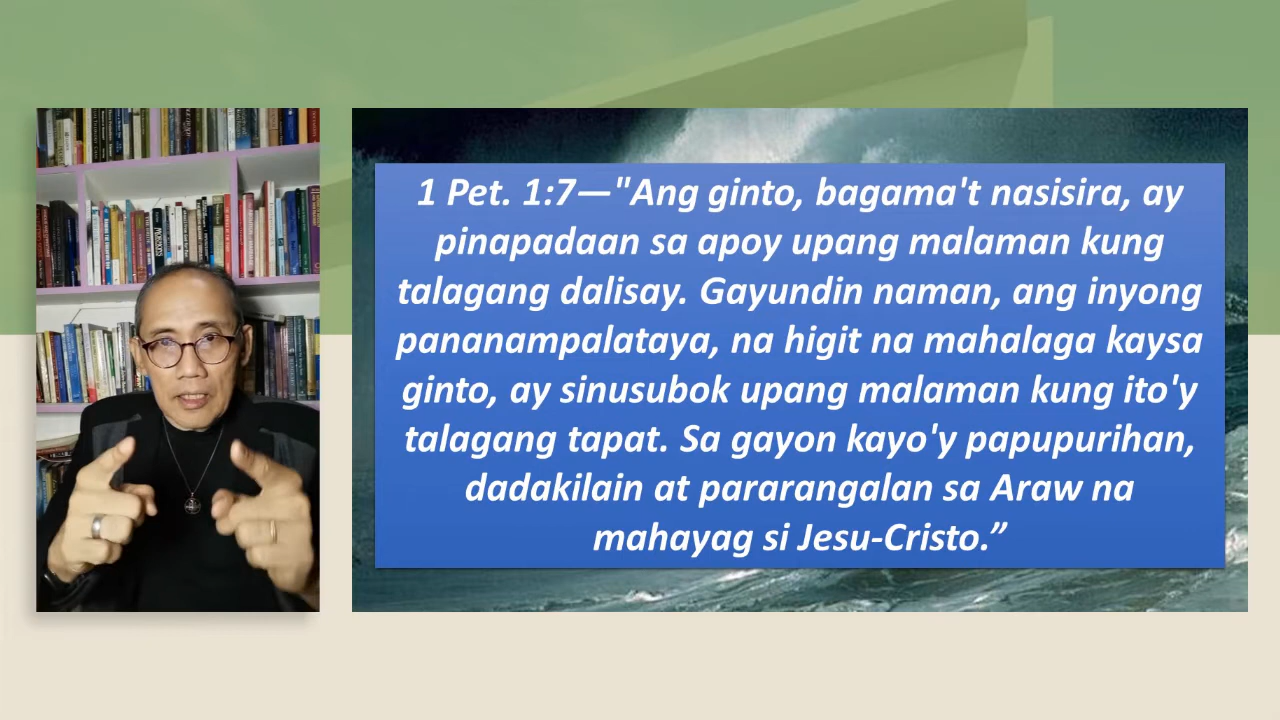 1 Pet. 1:7—"Ang ginto, bagama't nasisira, ay
pinapadaan sa apoy upang malaman kung
talagang dalisay. Gayundin naman, ang inyong
pananampalataya, na higit na mahalaga kaysa
ginto, ay sinusubok upang malaman kung ito'y
talagang tapat. Sa gayon kayo'y papupurihan,
dadakilain at pararangalan sa Araw na
mahayag si Jesu-Cristo.”